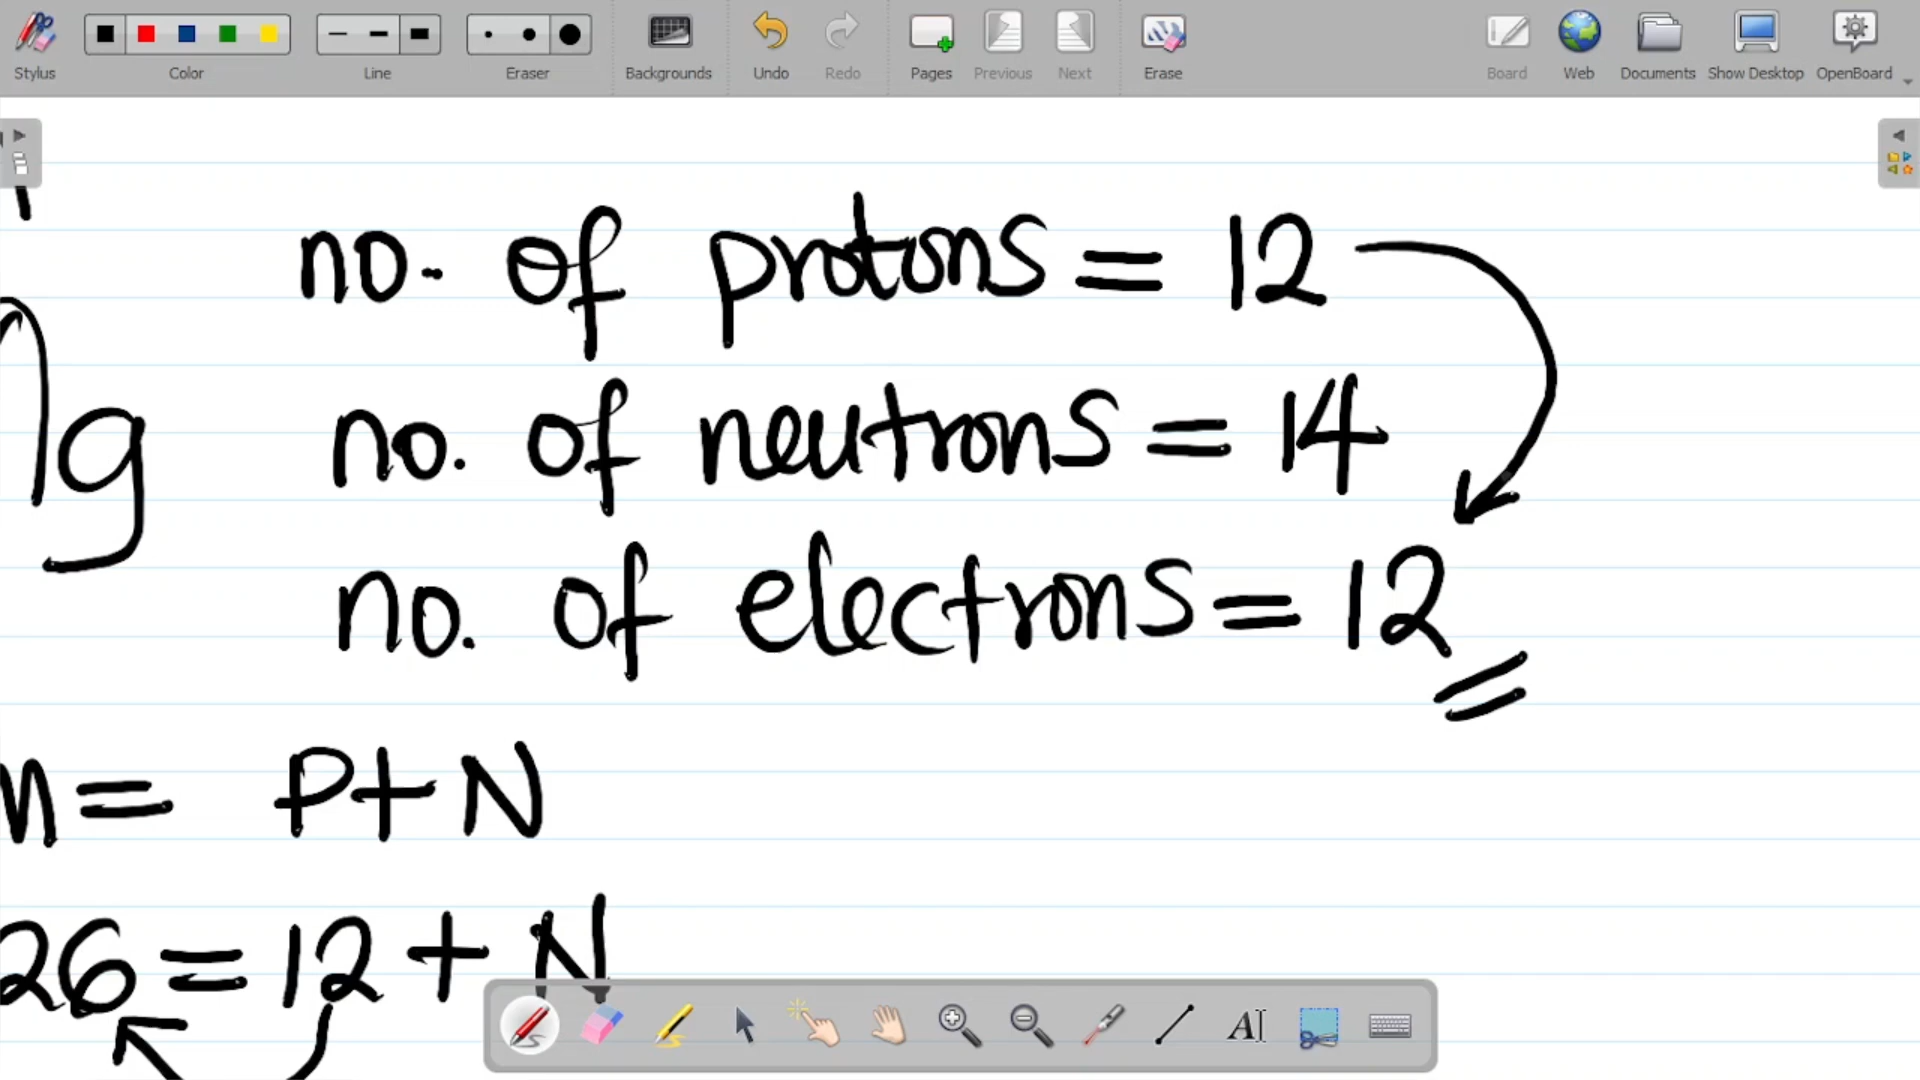 Stylus Color Line Eraser Backgrounds Undo Redo Pages Previous Next Erase Board Web Documents Show Desktop OpenBoard
no. of protons = 12
g no. of neutrons = 14
no. of electrons = 12
= P+N
26 = 12 + N